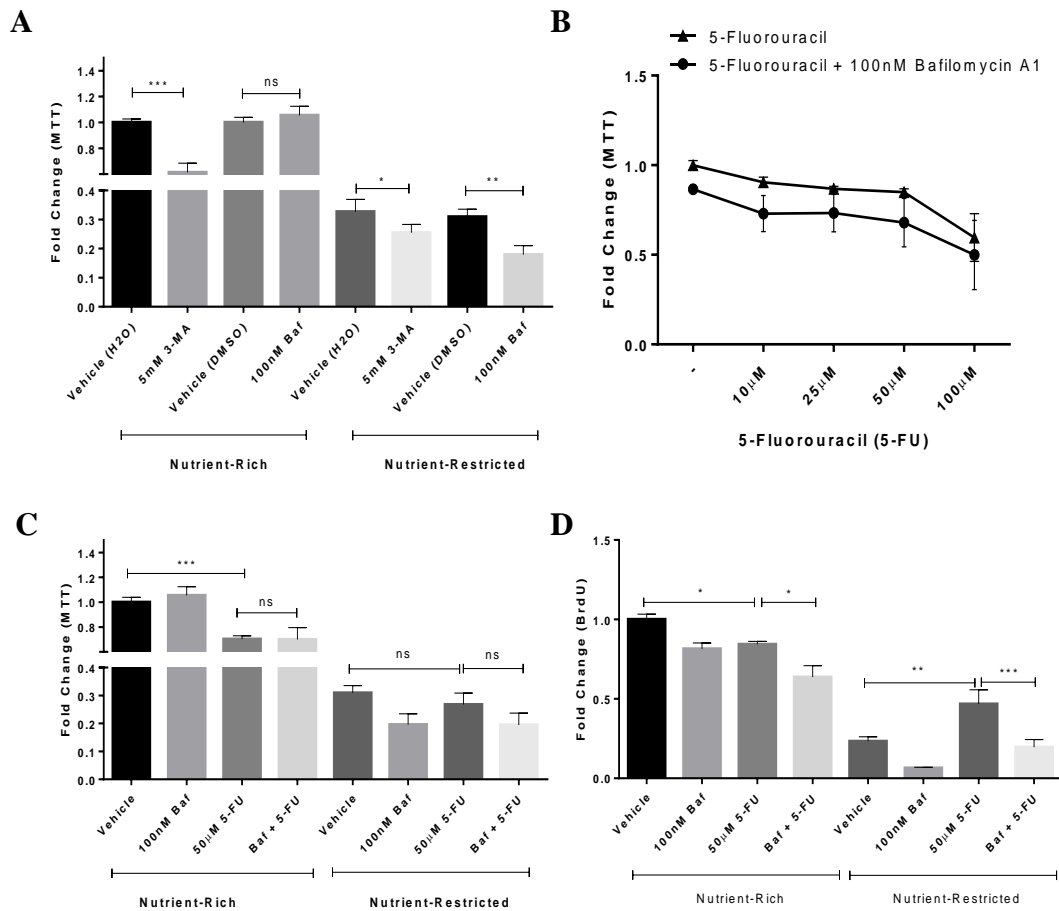 A
Fold Change (MTT)
1.4
1.2
1.0
0.8
0.4
0.3
0.2
0.1
0.0
***
ns
*
**
Vehicle (H2O)
5mM 3-MA
Vehicle (DMSO)
100nM Baf
Vehicle (H2O)
5mM 3-MA
Vehicle (DMSO)
100nM Baf
Nutrient-Rich
Nutrient-Restricted
B
5-Fluorouracil
5-Fluorouracil + 100nM Bafilomycin A1
Fold Change (MTT)
1.5
1.0
0.5
0.0
-
10µM
25µM
50µM
100µM
5-Fluorouracil (5-FU)
C
Fold Change (MTT)
1.4
1.2
1.0
0.8
0.4
0.3
0.2
0.1
0.0
***
ns
ns
ns
Vehicle
100nM Baf
50µM 5-FU
Baf + 5-FU
Vehicle
100nM Baf
50µM 5-FU
Baf + 5-FU
Nutrient-Rich
Nutrient-Restricted
D
Fold Change (BrdU)
1.5
1.0
0.5
0.0
*
*
**
***
Vehicle
100nM Baf
50µM 5-FU
Baf + 5-FU
Vehicle
100nM Baf
50µM 5-FU
Baf + 5-FU
Nutrient-Rich
Nutrient-Restricted